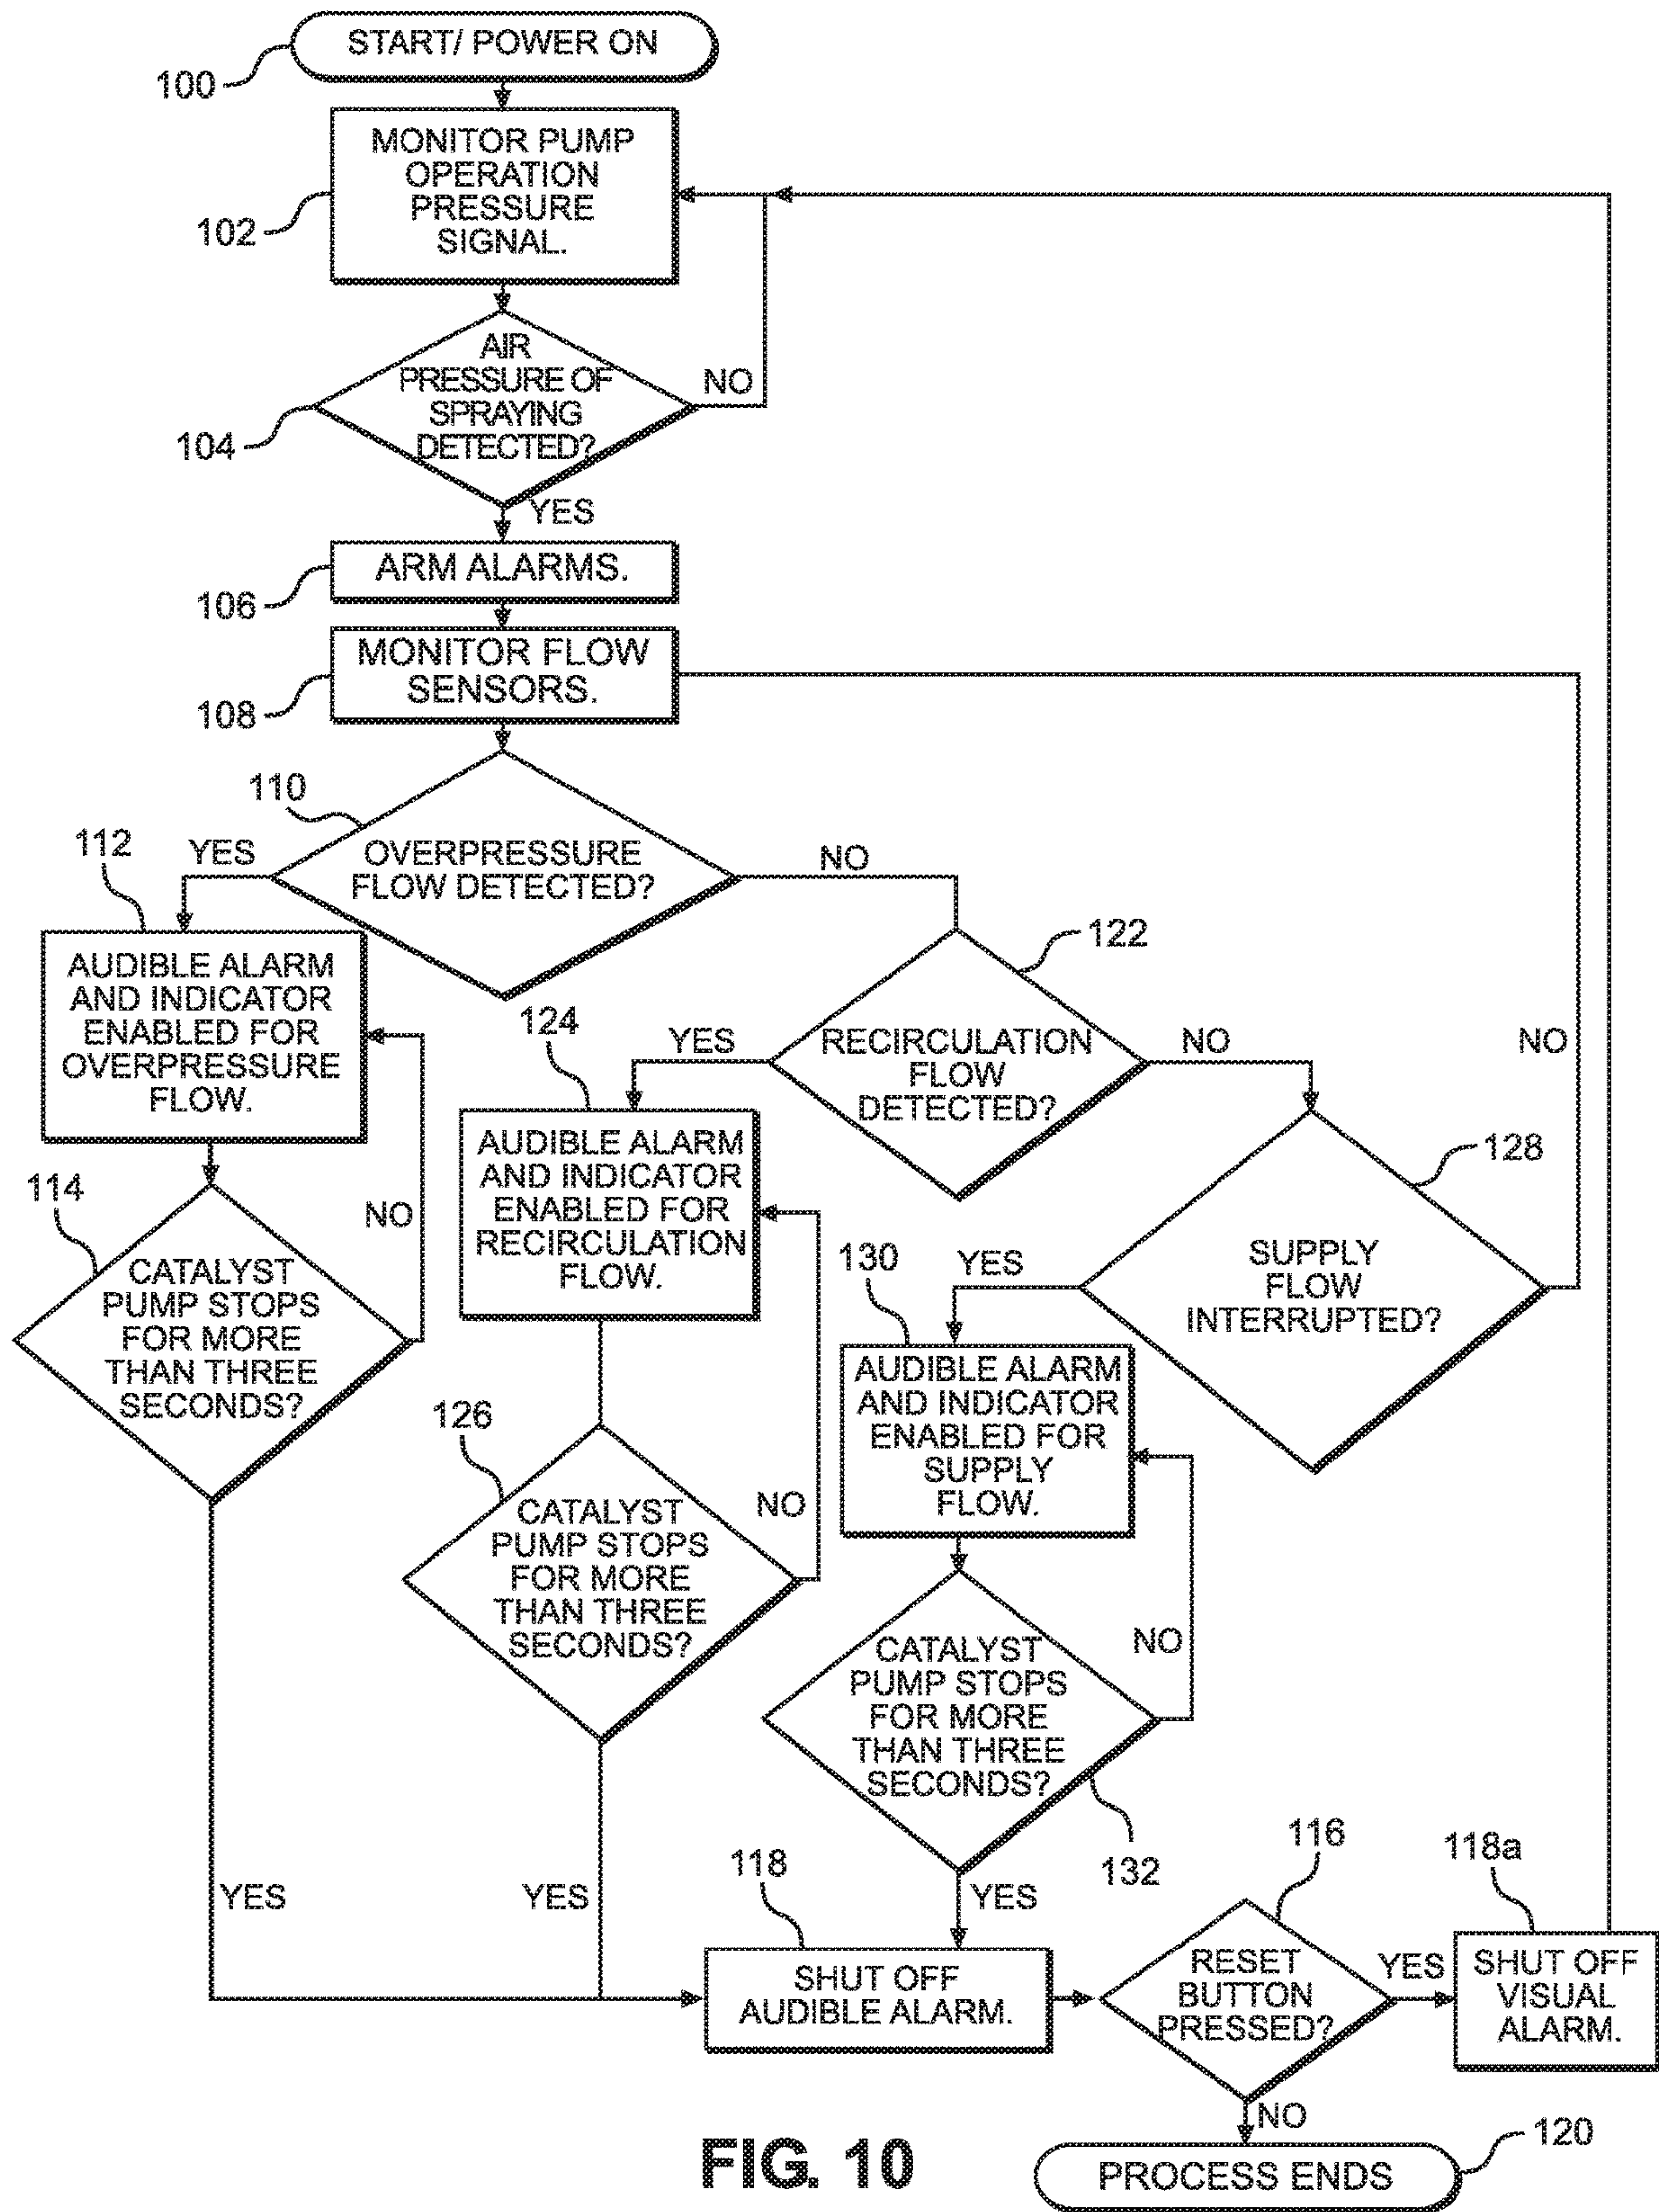 START/ POWER ON
100
MONITOR PUMP
OPERATION
PRESSURE
SIGNAL.
102
AIR
PRESSURE OF
SPRAYING
DETECTED?
NO
104
YES
ARM ALARMS.
106
MONITOR FLOW
SENSORS.
108
110
OVERPRESSURE
FLOW DETECTED?
YES
NO
112
AUDIBLE ALARM
AND INDICATOR
ENABLED FOR
OVERPRESSURE
FLOW.
122
RECIRCULATION
FLOW
DETECTED?
YES
NO
NO
124
AUDIBLE ALARM
AND INDICATOR
ENABLED FOR
RECIRCULATION
FLOW.
128
SUPPLY
FLOW
INTERRUPTED?
YES
114
CATALYST
PUMP STOPS
FOR MORE
THAN THREE
SECONDS?
NO
130
AUDIBLE ALARM
AND INDICATOR
ENABLED FOR
SUPPLY
FLOW.
126
CATALYST
PUMP STOPS
FOR MORE
THAN THREE
SECONDS?
NO
CATALYST
PUMP STOPS
FOR MORE
THAN THREE
SECONDS?
NO
132
YES
YES
YES
118
SHUT OFF
AUDIBLE ALARM.
116
RESET
BUTTON
PRESSED?
YES
118a
SHUT OFF
VISUAL
ALARM.
NO
120
PROCESS ENDS
FIG. 10